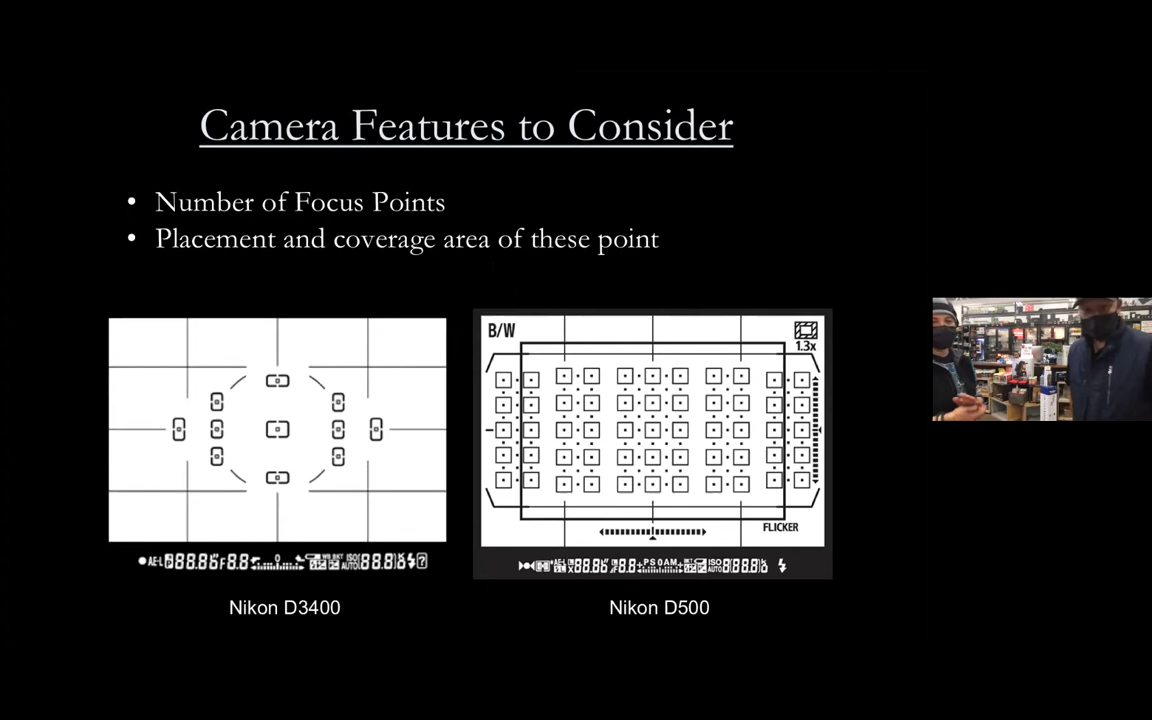 Camera Features to Consider
• Number of Focus Points
• Placement and coverage area of these point
B/W
1.3x
FLICKER
Nikon D3400
Nikon D500